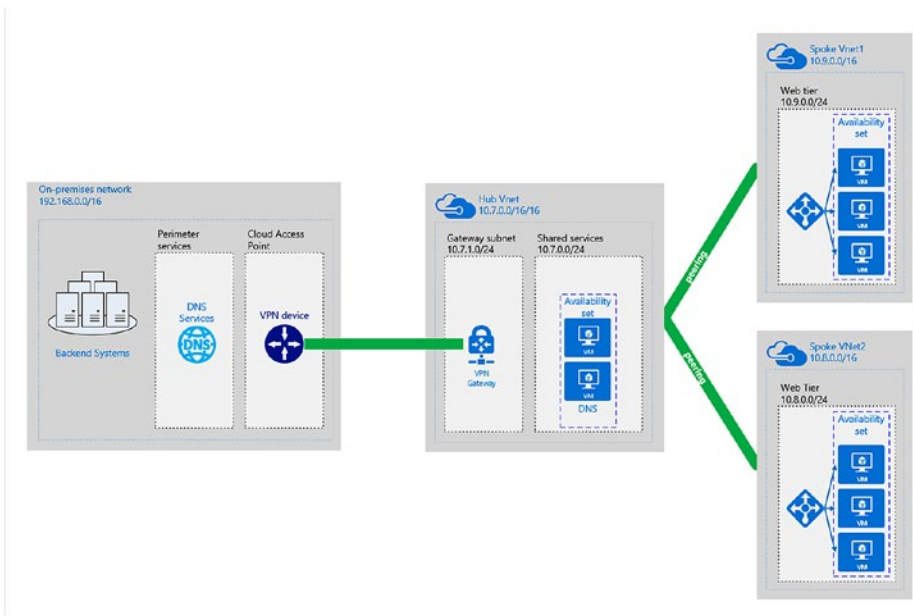 On-premises network
192.168.0.0/16
Perimeter
services
Cloud Access
Point
DNS
Services
DNS
VPN device
Backend Systems
Hub Vnet
10.7.0.0/16/16
Gateway subnet
10.7.1.0/24
Shared services
10.7.0.0/24
Availability
set
VM
VM
DNS
VPN
Gateway
peering
peering
Spoke Vnet1
10.9.0.0/16
Web tier
10.9.0.0/24
Availability
set
VM
VM
VM
Spoke VNet2
10.8.0.0/16
Web Tier
10.8.0.0/24
Availability
set
VM
VM
VM